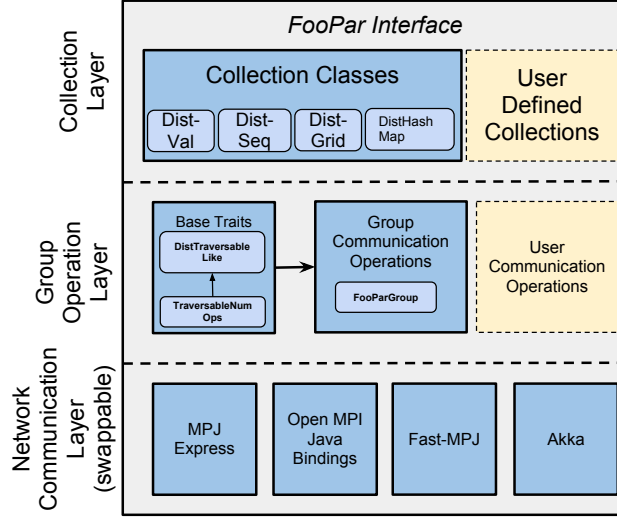 FooPar Interface
Collection
Layer
Collection Classes
Dist-
Val
Dist-
Seq
Dist-
Grid
DistHash
Map
User
Defined
Collections
Group
Operation
Layer
Base Traits
DistTraversable
Like
TraversableNum
Ops
Group
Communication
Operations
FooParGroup
User
Communication
Operations
Network
Communication
Layer
(swappable)
MPJ
Express
Open MPI
Java
Bindings
Fast-MPJ
Akka